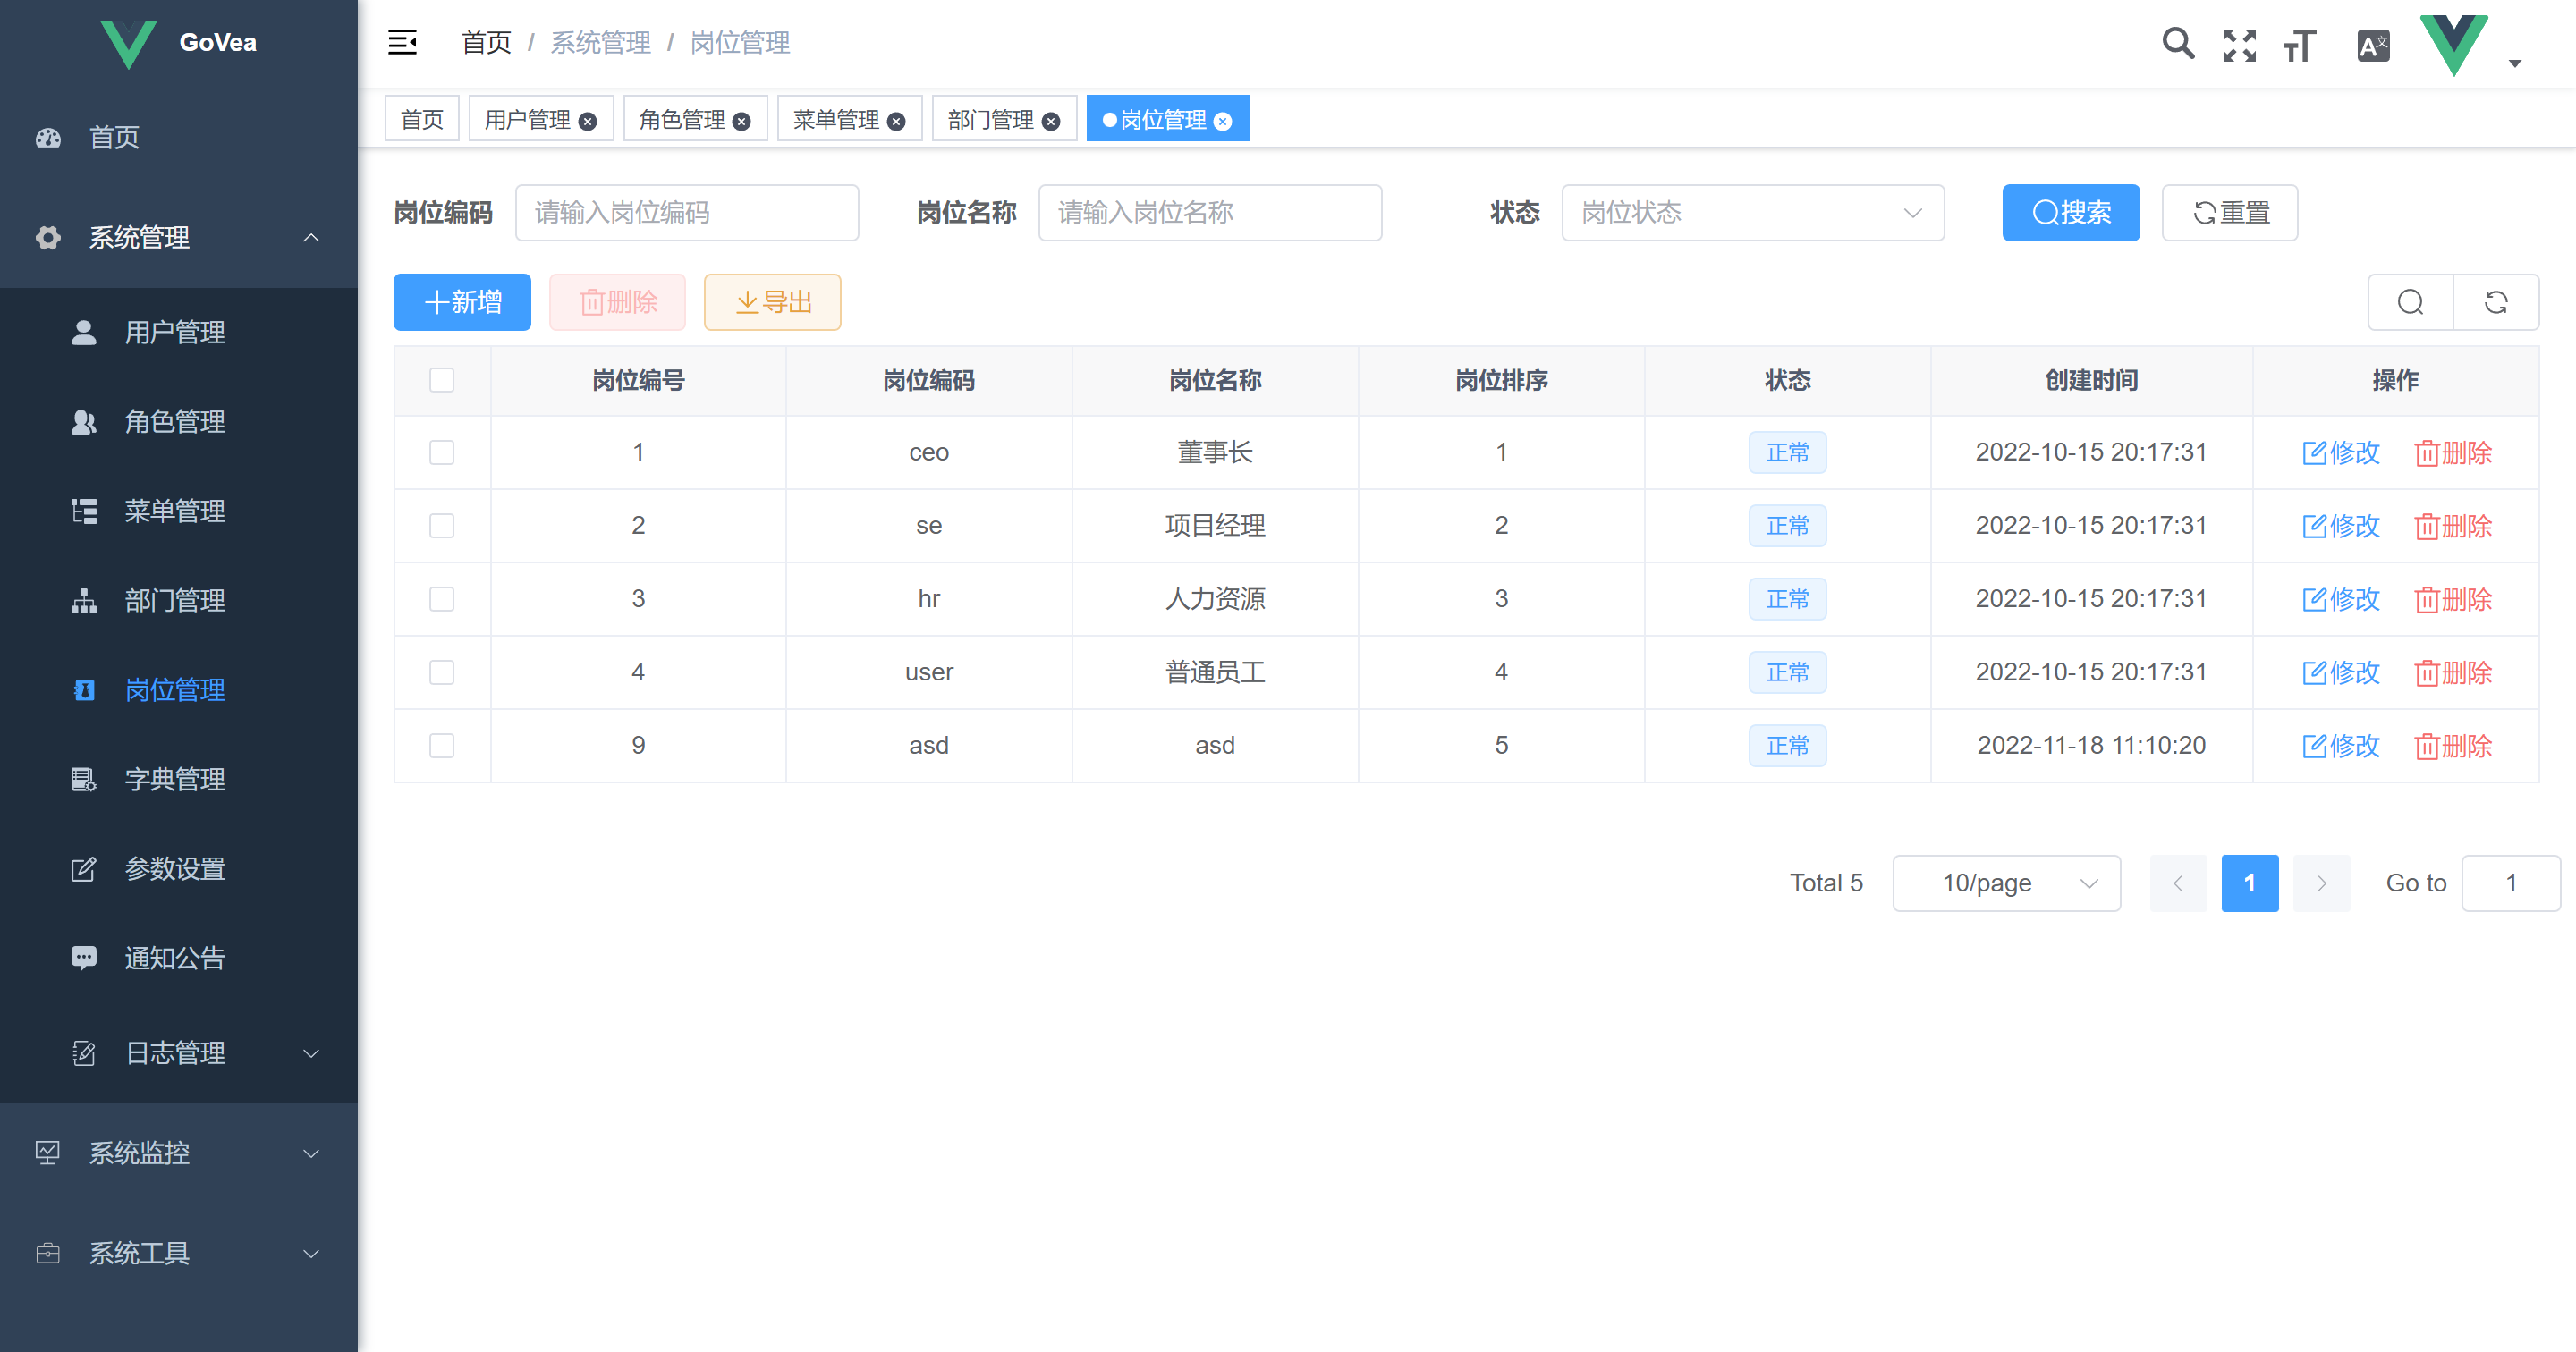 GoVea
首页
系统管理
用户管理
角色管理
菜单管理
部门管理
岗位管理
字典管理
参数设置
通知公告
日志管理
系统监控
系统工具
首页 / 系统管理 / 岗位管理
首页 用户管理 角色管理 菜单管理 部门管理 岗位管理
岗位编码 请输入岗位编码 岗位名称 请输入岗位名称 状态 岗位状态 搜索 重置
新增 删除 导出
岗位编号 岗位编码 岗位名称 岗位排序 状态 创建时间 操作
1 ceo 董事长 1 正常 2022-10-15 20:17:31 修改 删除
2 se 项目经理 2 正常 2022-10-15 20:17:31 修改 删除
3 hr 人力资源 3 正常 2022-10-15 20:17:31 修改 删除
4 user 普通员工 4 正常 2022-10-15 20:17:31 修改 删除
9 asd asd 5 正常 2022-11-18 11:10:20 修改 删除
Total 5 10/page 1 Go to 1